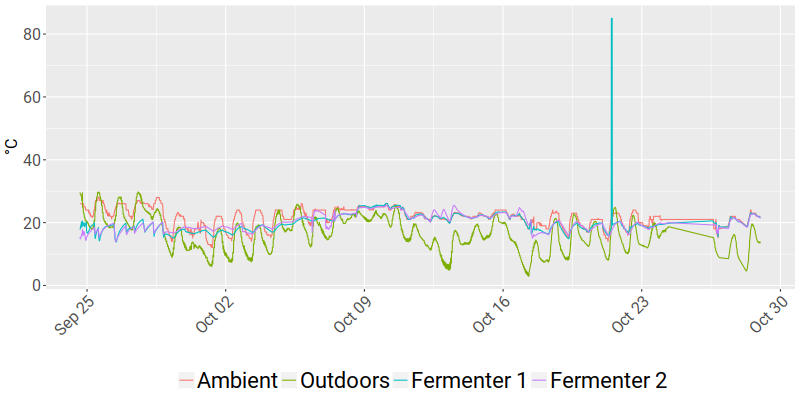 80
60
°C
40
20
0
Sep 25
Oct 02
Oct 09
Oct 16
Oct 23
Oct 30
Ambient Outdoors Fermenter 1 Fermenter 2